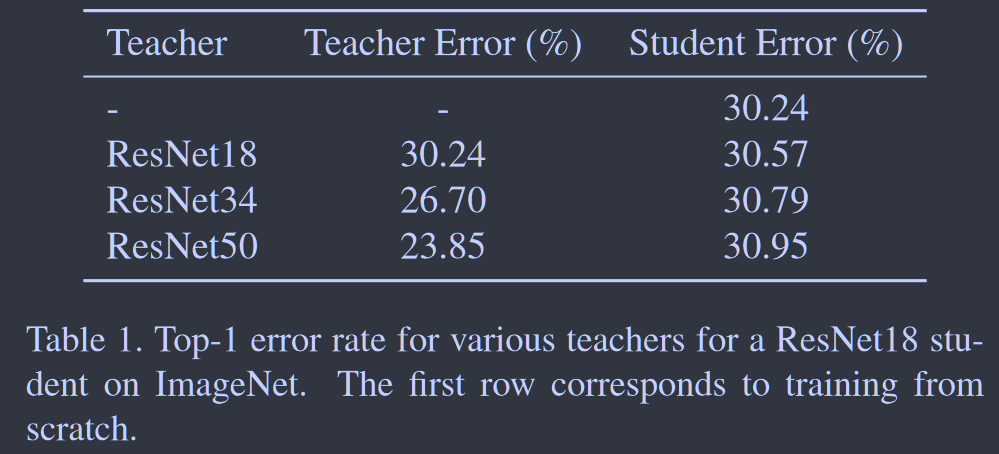 Teacher Teacher Error (%) Student Error (%)
- - 30.24
ResNet18 30.24 30.57
ResNet34 26.70 30.79
ResNet50 23.85 30.95
Table 1. Top-1 error rate for various teachers for a ResNet18 stu-
dent on ImageNet. The first row corresponds to training from
scratch.